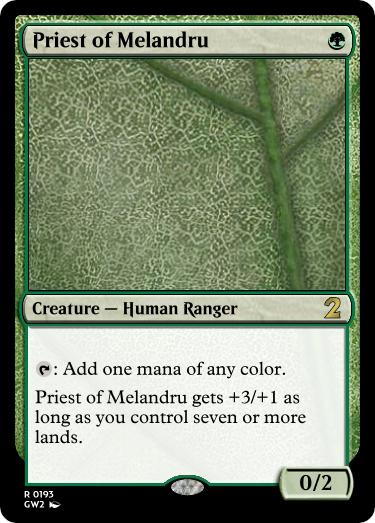 Priest of Melandru
Creature — Human Ranger
2
: Add one mana of any color.
Priest of Melandru gets +3/+1 as
long as you control seven or more
lands.
0/2
R 0193
GW2